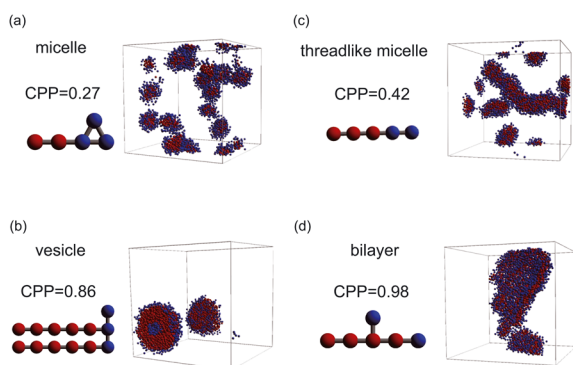 (a)
micelle
CPP=0.27
(c)
threadlike micelle
CPP=0.42
(b)
vesicle
CPP=0.86
(d)
bilayer
CPP=0.98